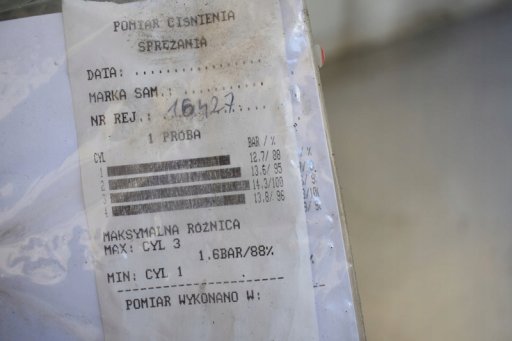 POMIAR CIŚNIENIA
SPRĘŻANIA
DATA: ..................
MARKA SAM.: ..............
NR REJ.: 16427
1 PRÓBA
CYL BAR / %
1 12.7/ 88
2 13.6/ 95
3 14.3/100
4 13.8/ 96
MAKSYMALNA RÓŻNICA
MAX: CYL 3
1.6BAR/88%
MIN: CYL 1
POMIAR WYKONANO W: